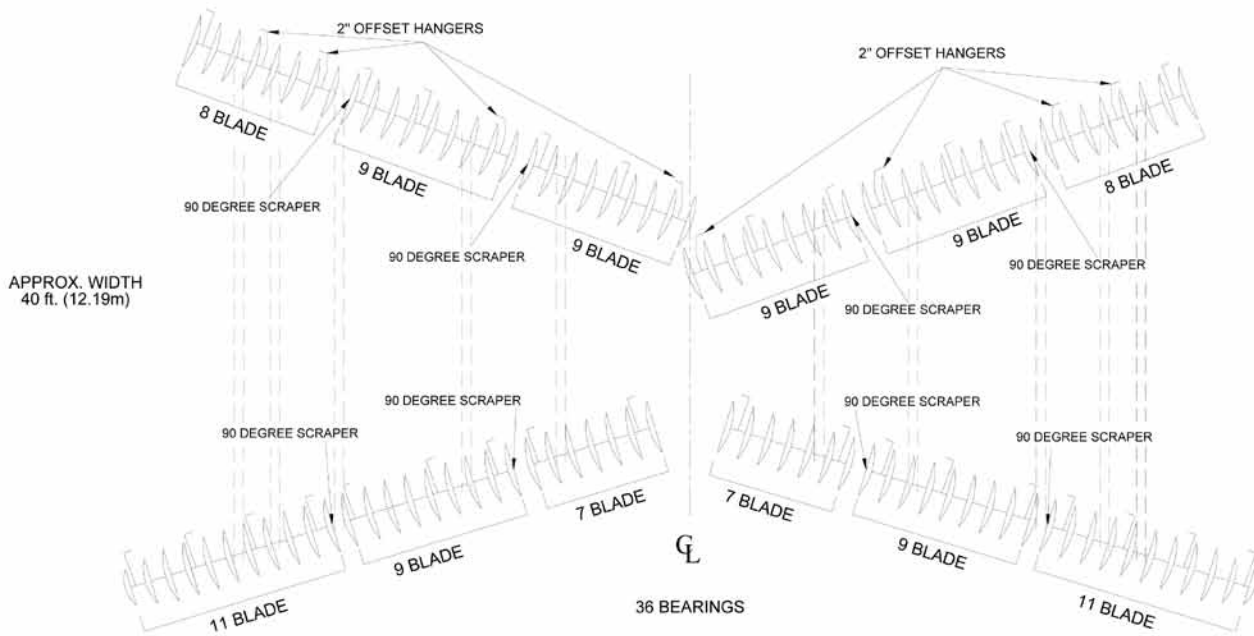 2" OFFSET HANGERS
2" OFFSET HANGERS
8 BLADE
9 BLADE
9 BLADE
9 BLADE
9 BLADE
8 BLADE
90 DEGREE SCRAPER
90 DEGREE SCRAPER
90 DEGREE SCRAPER
90 DEGREE SCRAPER
APPROX. WIDTH
40 ft. (12.19m)
90 DEGREE SCRAPER
90 DEGREE SCRAPER
90 DEGREE SCRAPER
90 DEGREE SCRAPER
11 BLADE
9 BLADE
7 BLADE
7 BLADE
9 BLADE
11 BLADE
CL
36 BEARINGS